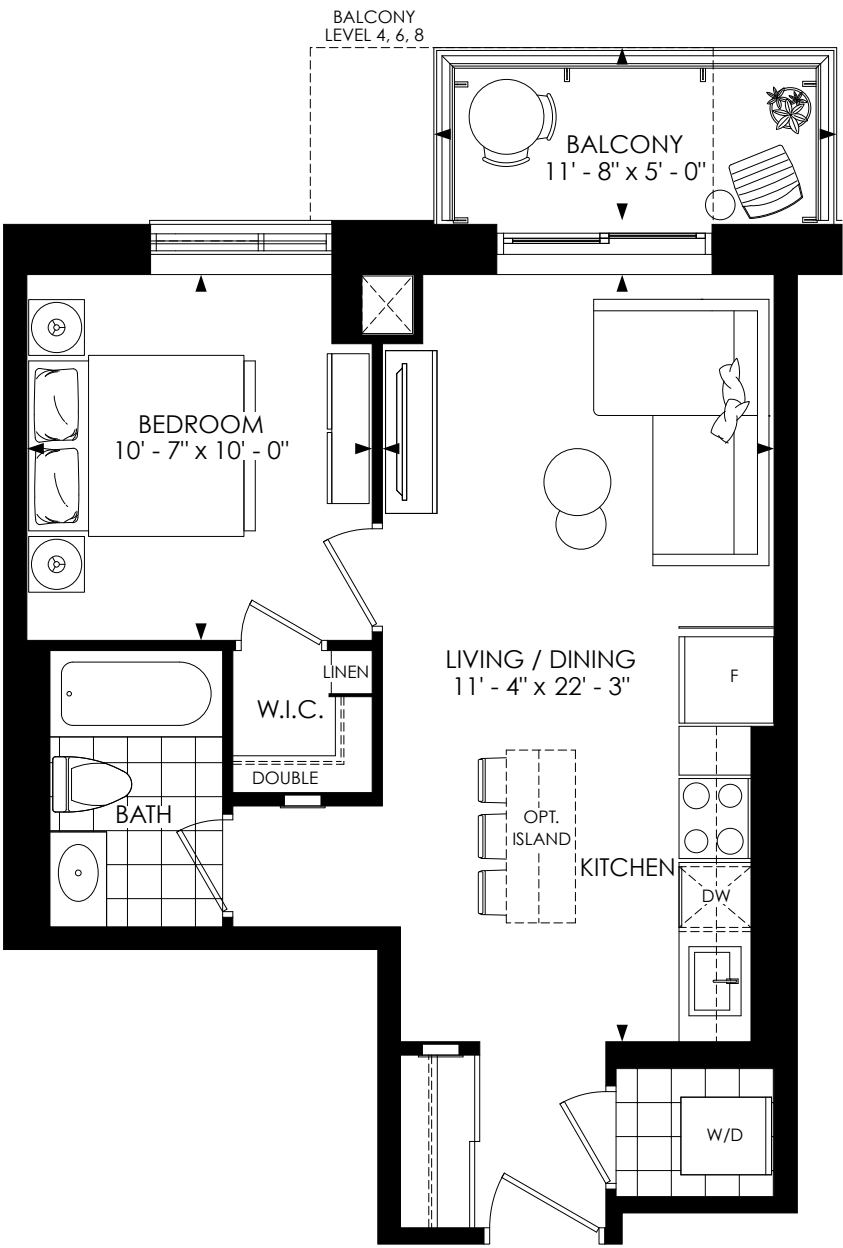 BALCONY
LEVEL 4, 6, 8
BALCONY
11' - 8" x 5' - 0"
BEDROOM
10' - 7" x 10' - 0"
LIVING / DINING
11' - 4" x 22' - 3"
F
LINEN
W.I.C.
DOUBLE
BATH
OPT.
ISLAND
KITCHEN
DW
W/D